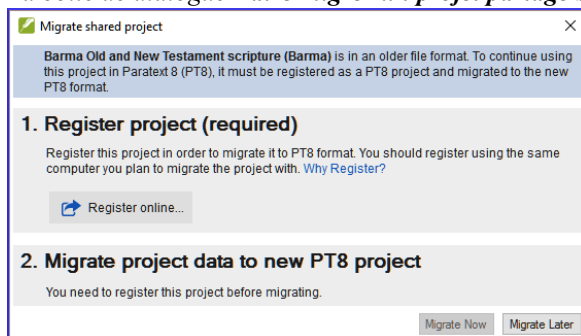 Migrate shared project
Barma Old and New Testament scripture (Barma) is in an older file format. To continue using
this project in Paratext 8 (PT8), it must be registered as a PT8 project and migrated to the new
PT8 format.
1. Register project (required)
Register this project in order to migrate it to PT8 format. You should register using the same
computer you plan to migrate the project with. Why Register?
Register online...
2. Migrate project data to new PT8 project
You need to register this project before migrating.
Migrate Now Migrate Later